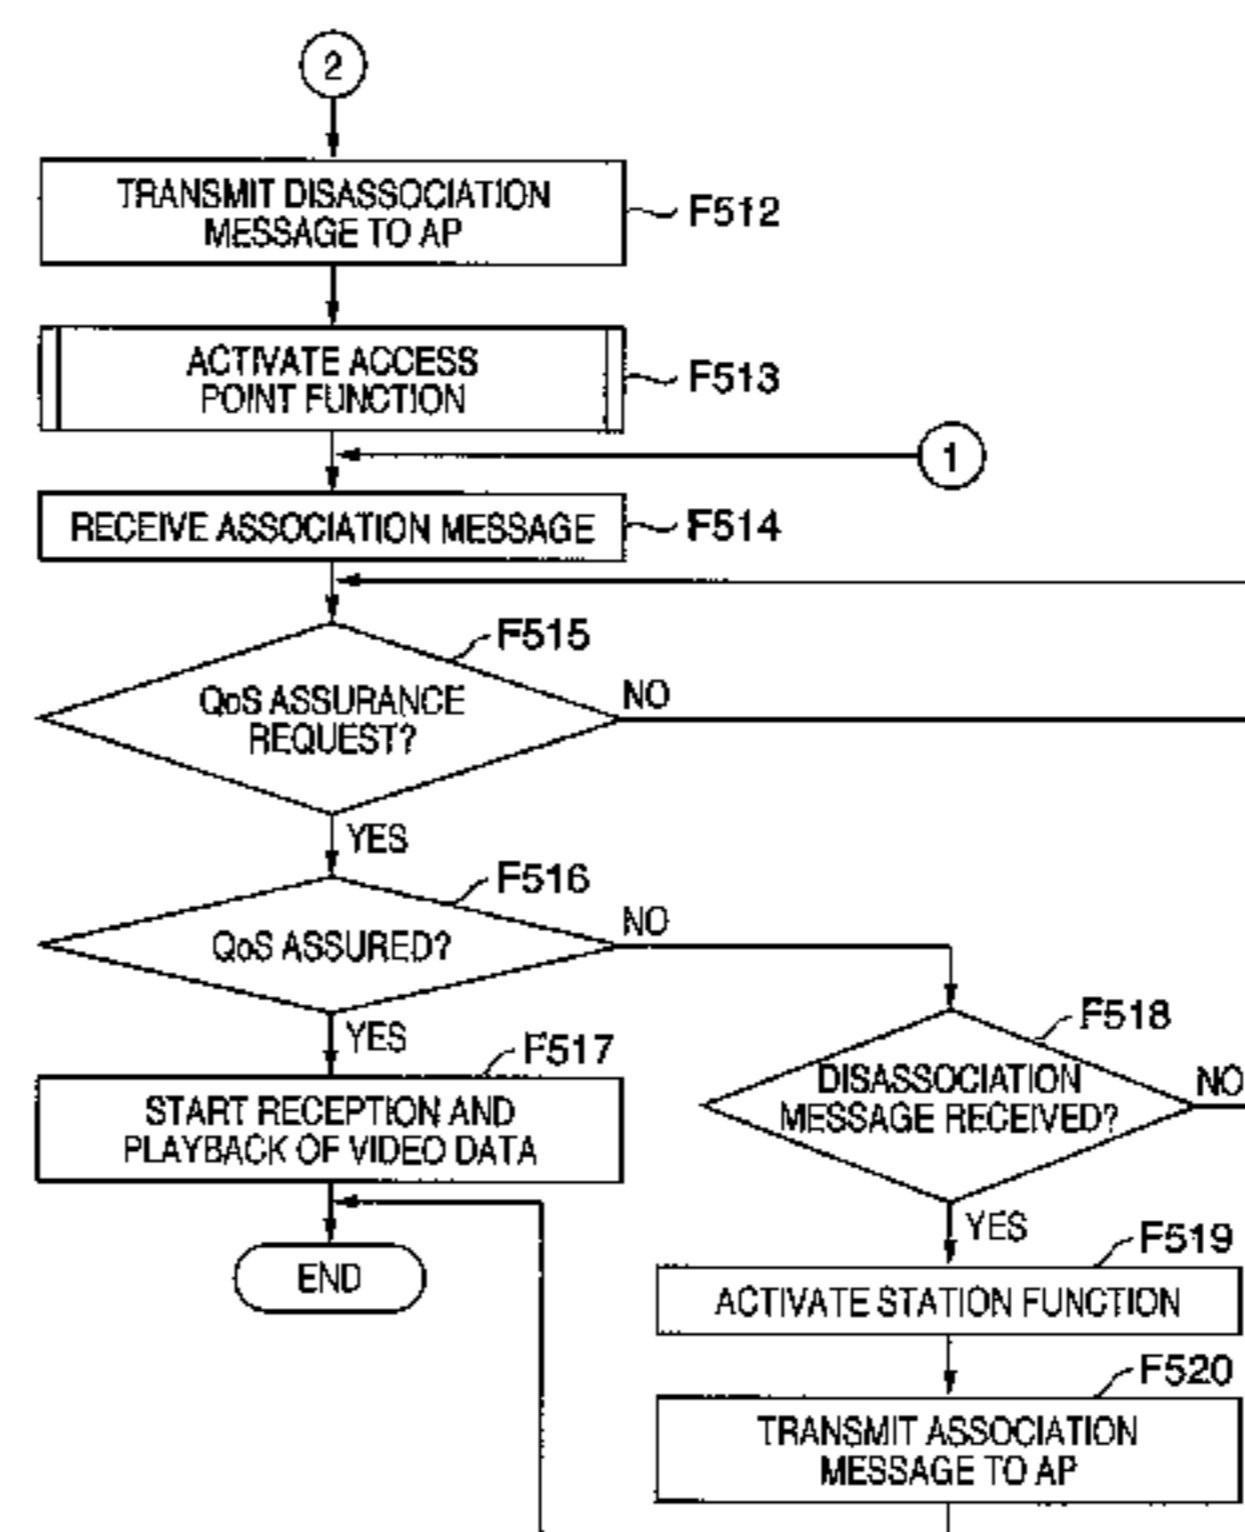 2
TRANSMIT DISASSOCIATION
MESSAGE TO AP
F512
ACTIVATE ACCESS
POINT FUNCTION
F513
1
RECEIVE ASSOCIATION MESSAGE
F514
F515
QoS ASSURANCE
REQUEST?
NO
YES
F516
QoS ASSURED?
NO
YES
F517
START RECEPTION AND
PLAYBACK OF VIDEO DATA
END
F518
DISASSOCIATION
MESSAGE RECEIVED?
NO
YES
F519
ACTIVATE STATION FUNCTION
F520
TRANSMIT ASSOCIATION
MESSAGE TO AP